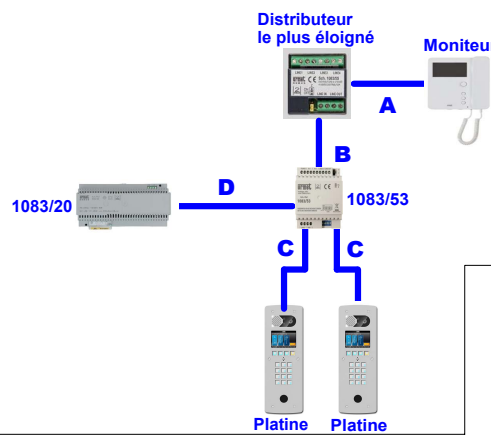 Distributeur
le plus éloigné
Moniteur
A
B
D
1083/20
1083/53
C
C
Platine
Platine